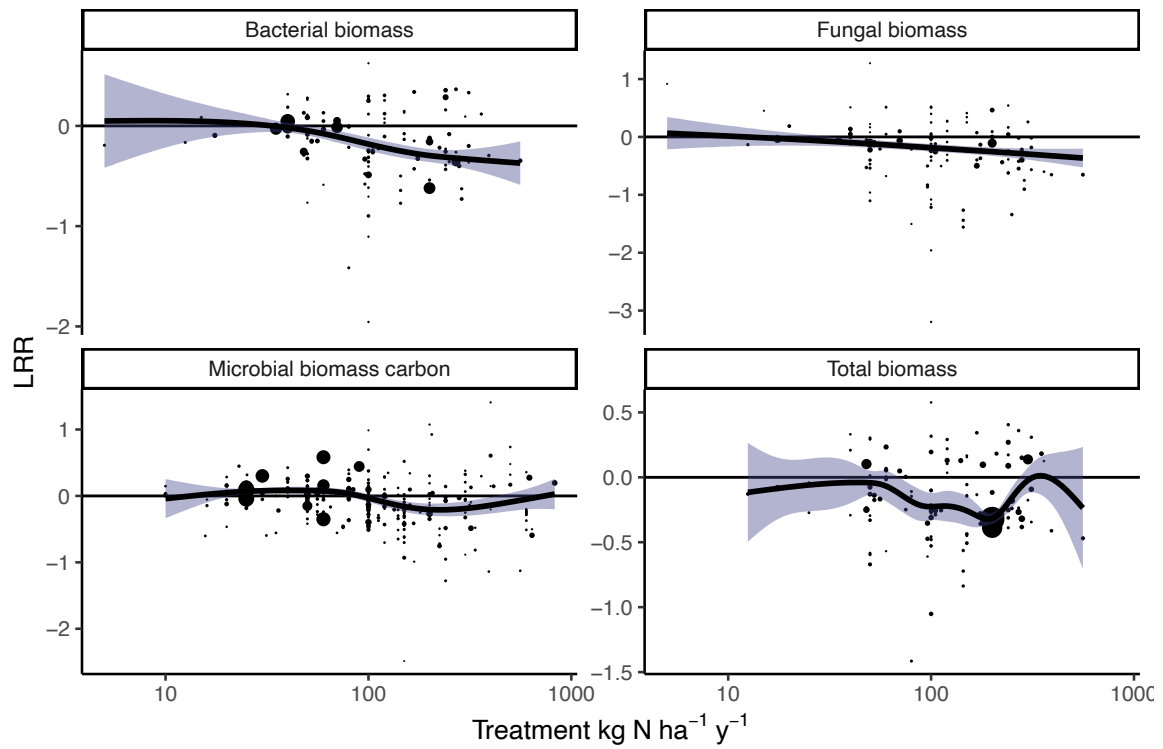 Bacterial biomass
Fungal biomass
0
−1
−2
1
0
−1
−2
−3
LRR
Microbial biomass carbon
Total biomass
1
0
−1
−2
0.5
0.0
−0.5
−1.0
−1.5
10 100 1000
10 100 1000
Treatment kg N ha⁻¹ y⁻¹